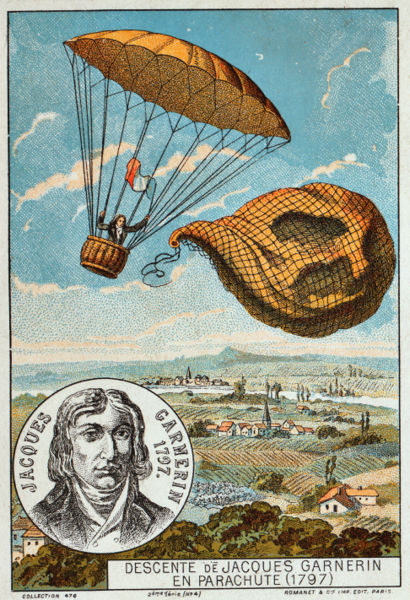 JACQUES GARNERIN
1797.
DESCENTE DE JACQUES GARNERIN
EN PARACHUTE (1797)
COLLECTION 476
2ème Série (No 4)
ROMANET & Cie IMP. EDIT. PARIS.